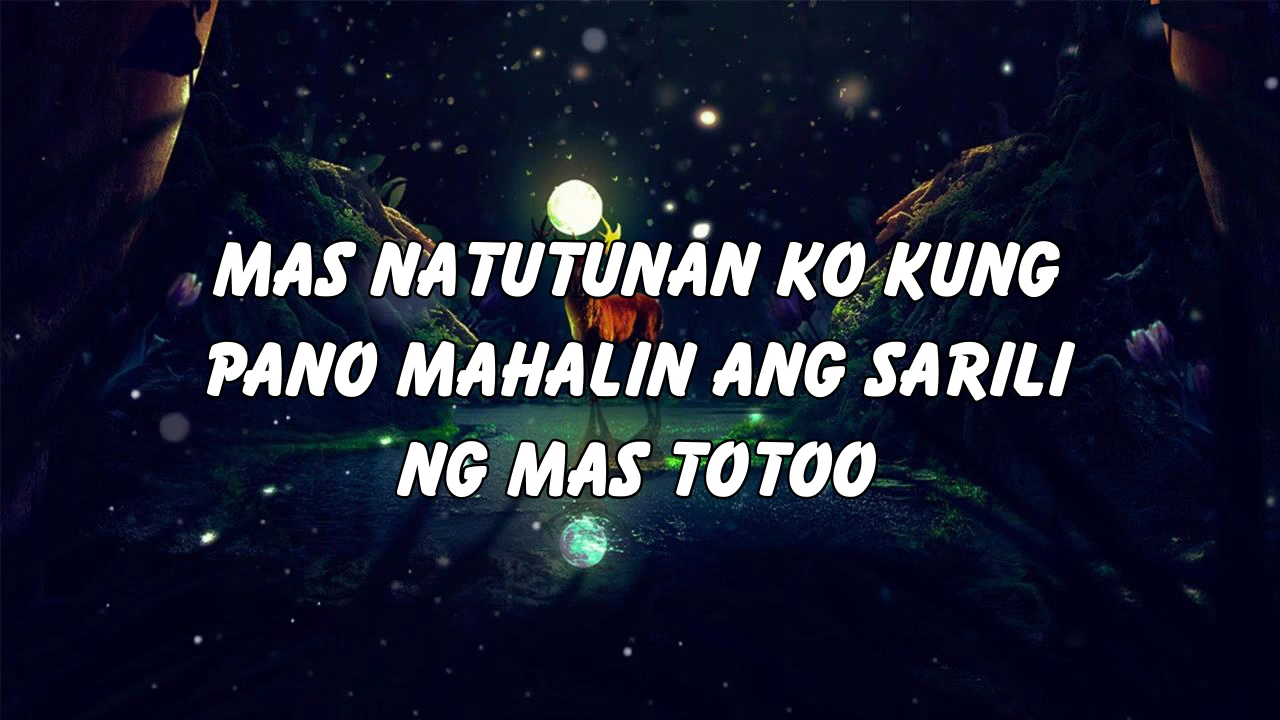 MAS NATUTUNAN KO KUNG
PANO MAHALIN ANG SARILI
NG MAS TOTOO